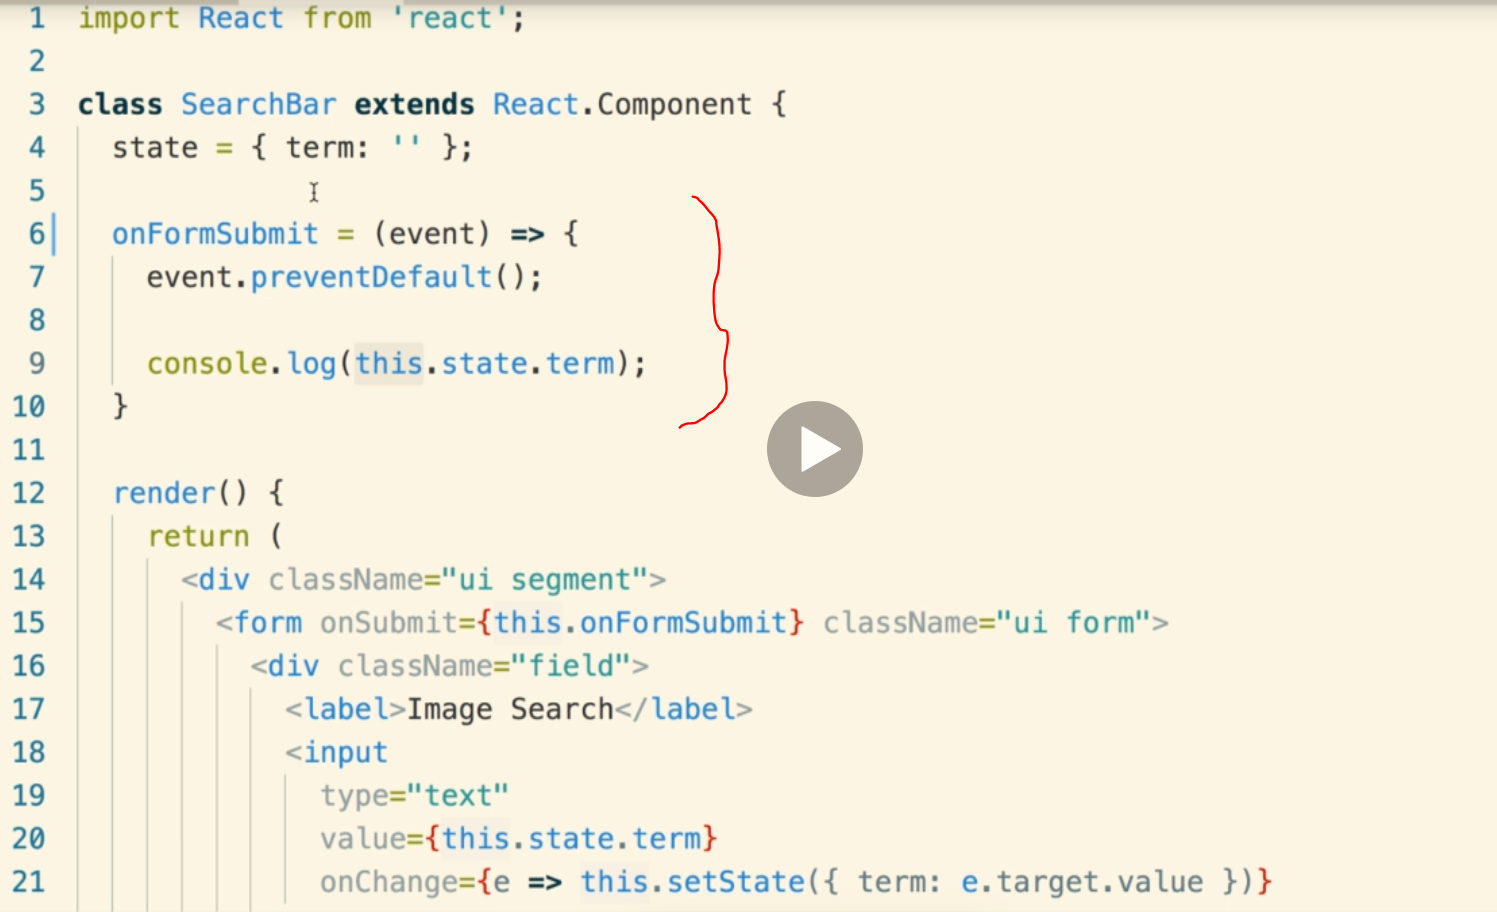 1 import React from 'react';
2
3 class SearchBar extends React.Component {
4 state = { term: '' };
5
6 onFormSubmit = (event) => {
7 event.preventDefault();
8
9 console.log(this.state.term);
10 }
11
12 render() {
13 return (
14 <div className="ui segment">
15 <form onSubmit={this.onFormSubmit} className="ui form">
16 <div className="field">
17 <label>Image Search</label>
18 <input
19 type="text"
20 value={this.state.term}
21 onChange={e => this.setState({ term: e.target.value })}